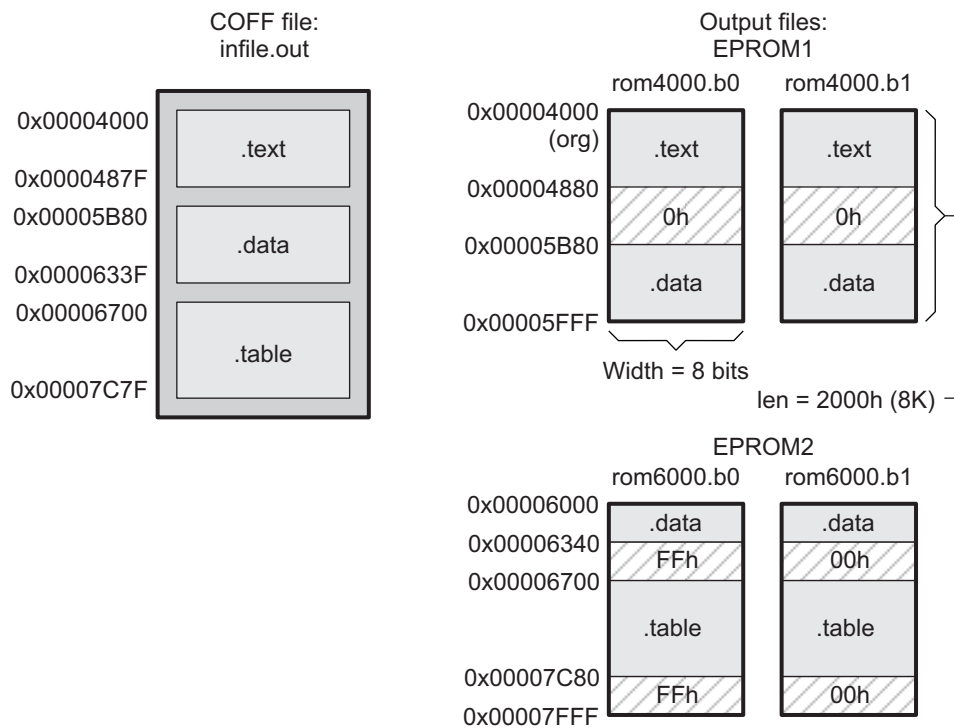 COFF file:
infile.out
0x00004000
.text
0x0000487F
0x00005B80
.data
0x0000633F
0x00006700
.table
0x00007C7F
Output files:
EPROM1
rom4000.b0 rom4000.b1
0x00004000
(org)
.text .text
0x00004880
0h 0h
0x00005B80
.data .data
0x00005FFF
Width = 8 bits
len = 2000h (8K)
EPROM2
rom6000.b0 rom6000.b1
0x00006000
.data .data
0x00006340
FFh 00h
0x00006700
.table .table
0x00007C80
FFh 00h
0x00007FFF